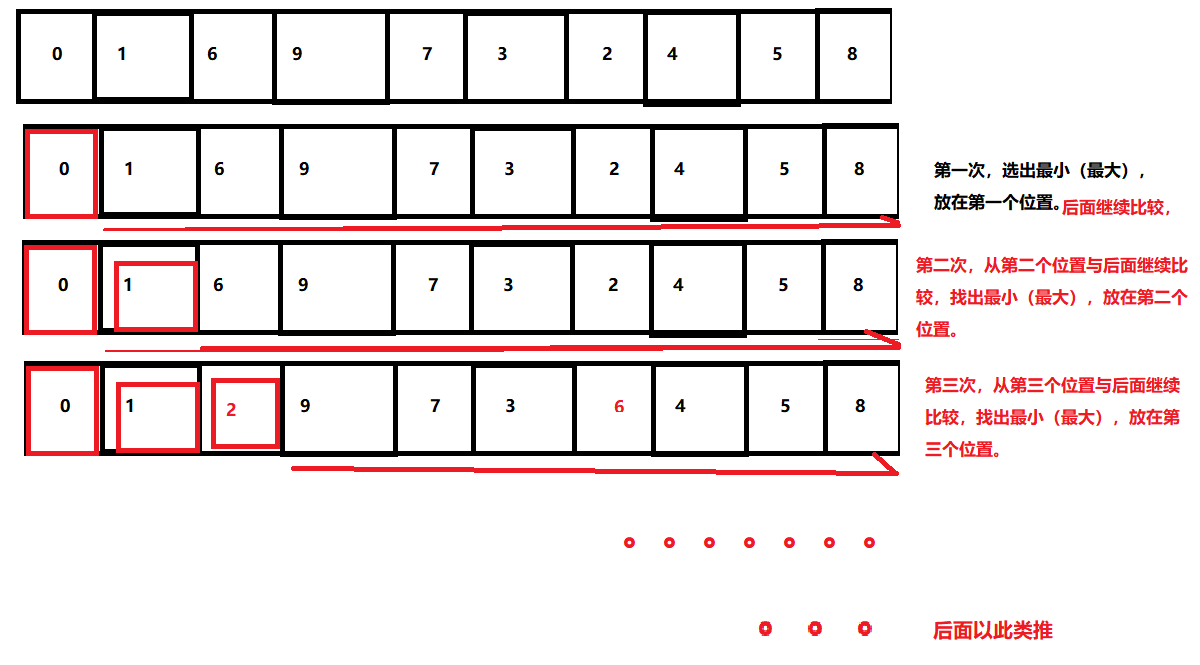 0 1 6 9 7 3 2 4 5 8
0 1 6 9 7 3 2 4 5 8
第一次，选出最小（最大），
放在第一个位置。后面继续比较，
0 1 6 9 7 3 2 4 5 8
第二次，从第二个位置与后面继续比
较，找出最小（最大），放在第二个
位置。
0 1 2 9 7 3 6 4 5 8
第三次，从第三个位置与后面继续
比较，找出最小（最大），放在第
三个位置。
后面以此类推